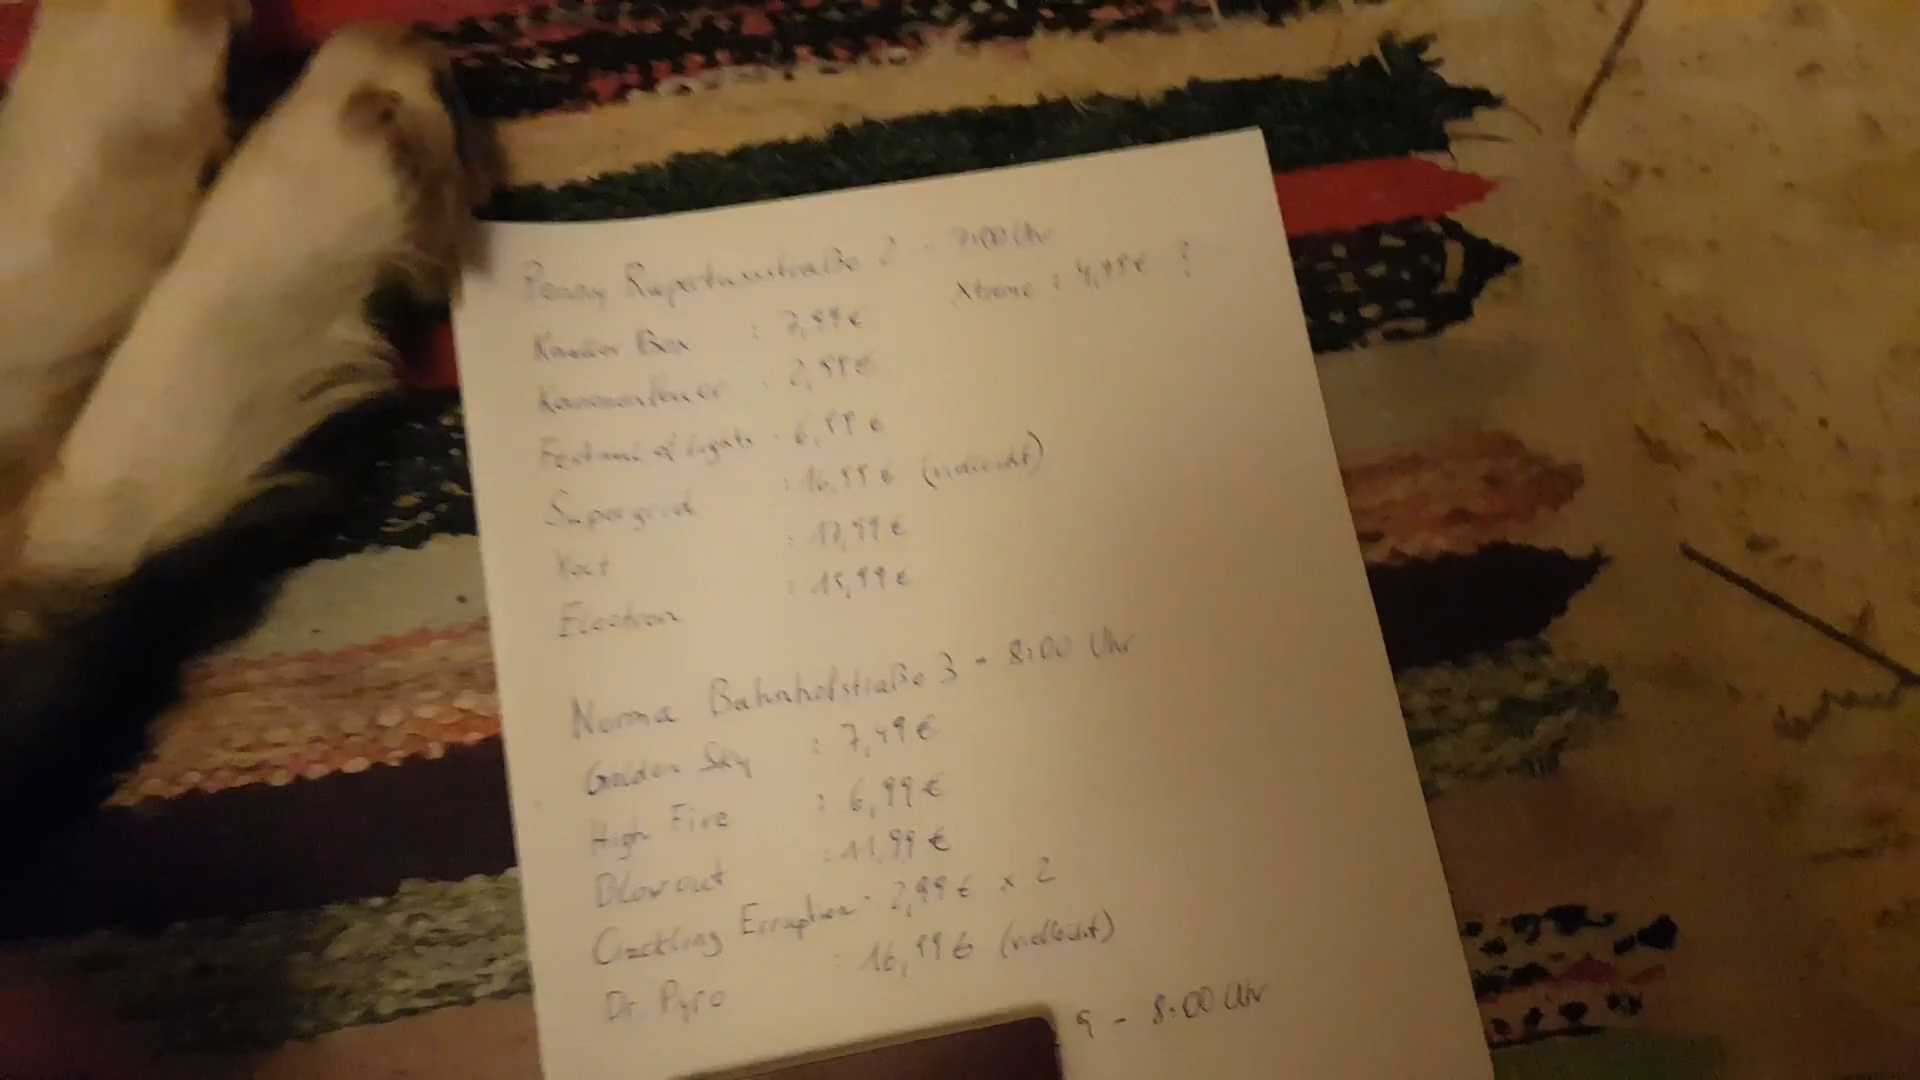 Penny Rupertusstraße 2 - 7:00 Uhr
Xtreme : 4,99€ ?
Knaller Box : 7,99€
Kanonenfeuer : 2,99€
Festival of Lights : 6,99€
Supergrid : 16,99€ (vielleicht)
Volt : 17,99€
Electron : 15,99€
Norma Bahnhofstraße 3 - 8:00 Uhr
Golden Sky : 7,49€
High Fire : 6,99€
Blowout : 11,99€
Crackling Erruption : 2,99€ x 2
Dr. Pyro : 16,99€ (vielleicht)
9 - 8:00 Uhr